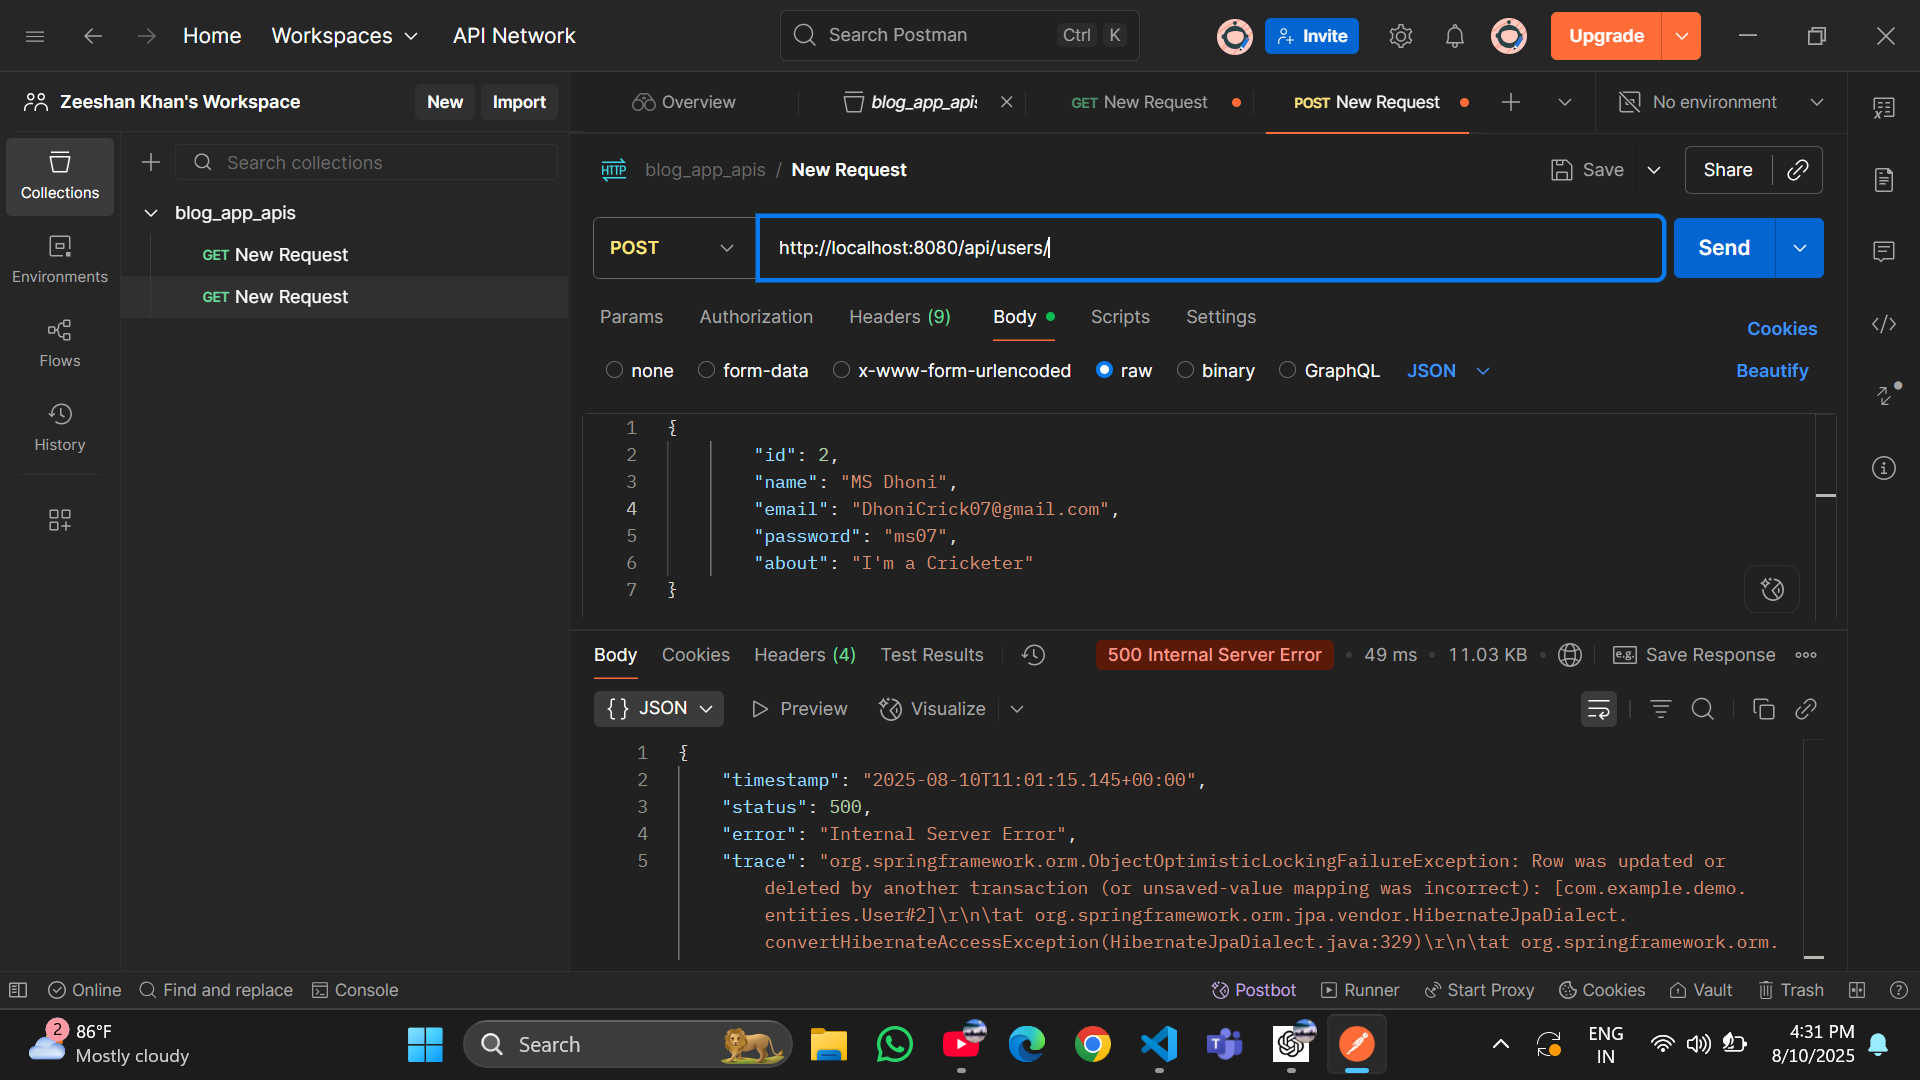 Home
Workspaces
API Network
Search Postman
Ctrl
K
Invite
Upgrade
Zeeshan Khan's Workspace
New
Import
Overview
blog_app_apis
GET New Request
POST New Request
No environment
Collections
Environments
Flows
History
Search collections
blog_app_apis
GET New Request
GET New Request
HTTP
blog_app_apis / New Request
Save
Share
POST
http://localhost:8080/api/users/
Send
Params
Authorization
Headers (9)
Body
Scripts
Settings
Cookies
none
form-data
x-www-form-urlencoded
raw
binary
GraphQL
JSON
Beautify
1 {
2 "id": 2,
3 "name": "MS Dhoni",
4 "email": "DhoniCrick07@gmail.com",
5 "password": "ms07",
6 "about": "I'm a Cricketer"
7 }
Body
Cookies
Headers (4)
Test Results
500 Internal Server Error
49 ms
11.03 KB
e.g.
Save Response
{} JSON
Preview
Visualize
1 {
2 "timestamp": "2025-08-10T11:01:15.145+00:00",
3 "status": 500,
4 "error": "Internal Server Error",
5 "trace": "org.springframework.orm.ObjectOptimisticLockingFailureException: Row was updated or
deleted by another transaction (or unsaved-value mapping was incorrect): [com.example.demo.
entities.User#2]\r\n\tat org.springframework.orm.jpa.vendor.HibernateJpaDialect.
convertHibernateAccessException(HibernateJpaDialect.java:329)\r\n\tat org.springframework.orm.
Online
Find and replace
Console
Postbot
Runner
Start Proxy
Cookies
Vault
Trash
2
86°F
Mostly cloudy
Search
ENG
IN
4:31 PM
8/10/2025